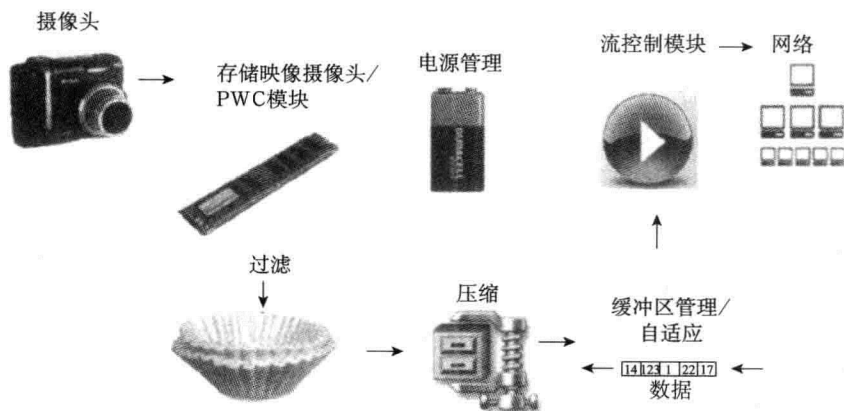 摄像头
存储映像摄像头/
PWC模块
电源管理
流控制模块
网络
过滤
压缩
缓冲区管理/
自适应
14 123 1 22 17
数据
DURACELL